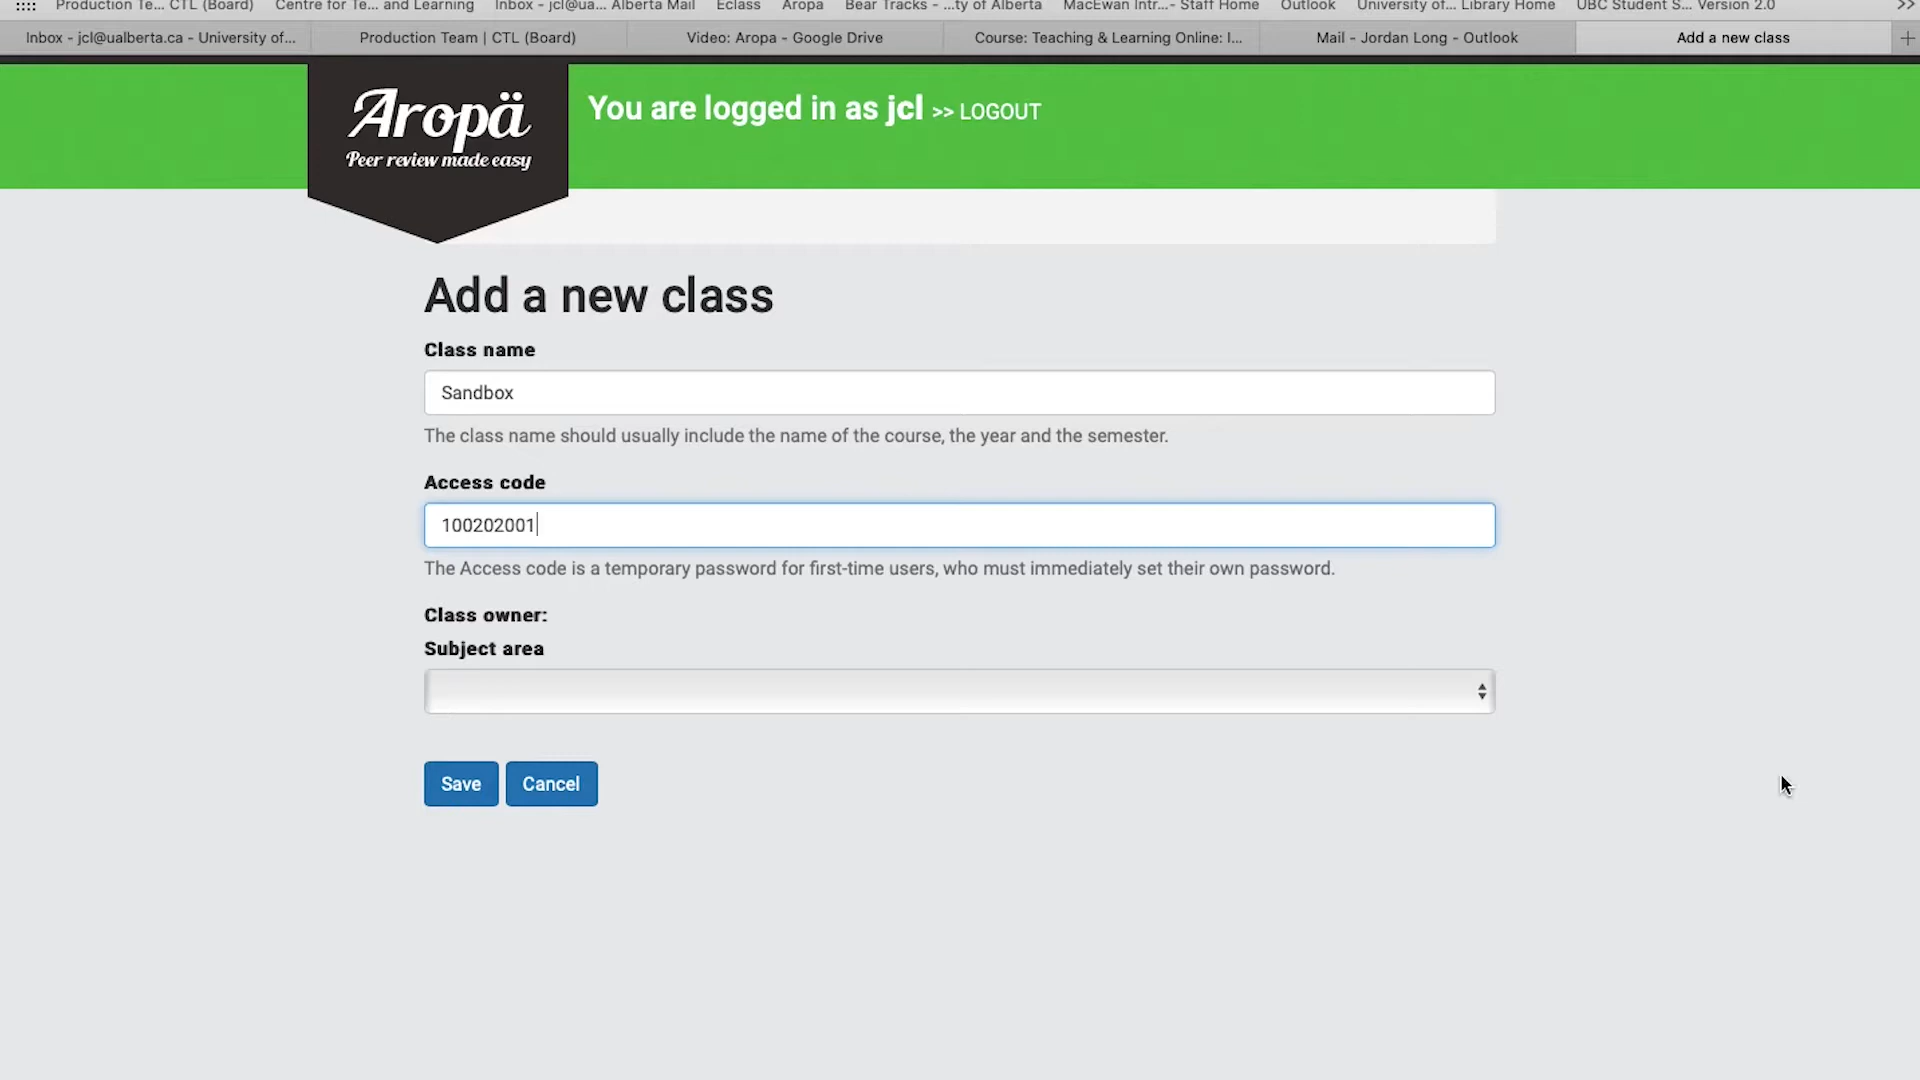 Production Te... CTL (Board) Centre for Te... and Learning Inbox - jcl@ua... Alberta Mail Eclass Aropa Bear Tracks - ...ty of Alberta MacEwan Intr...- Staff Home Outlook University of... Library Home UBC Student S... Version 2.0 >>
Inbox - jcl@ualberta.ca - University of... Production Team | CTL (Board) Video: Aropa - Google Drive Course: Teaching & Learning Online: I... Mail - Jordan Long - Outlook Add a new class +
Aropä
Peer review made easy
You are logged in as jcl >> LOGOUT
Add a new class
Class name
Sandbox
The class name should usually include the name of the course, the year and the semester.
Access code
100202001
The Access code is a temporary password for first-time users, who must immediately set their own password.
Class owner:
Subject area
Save Cancel